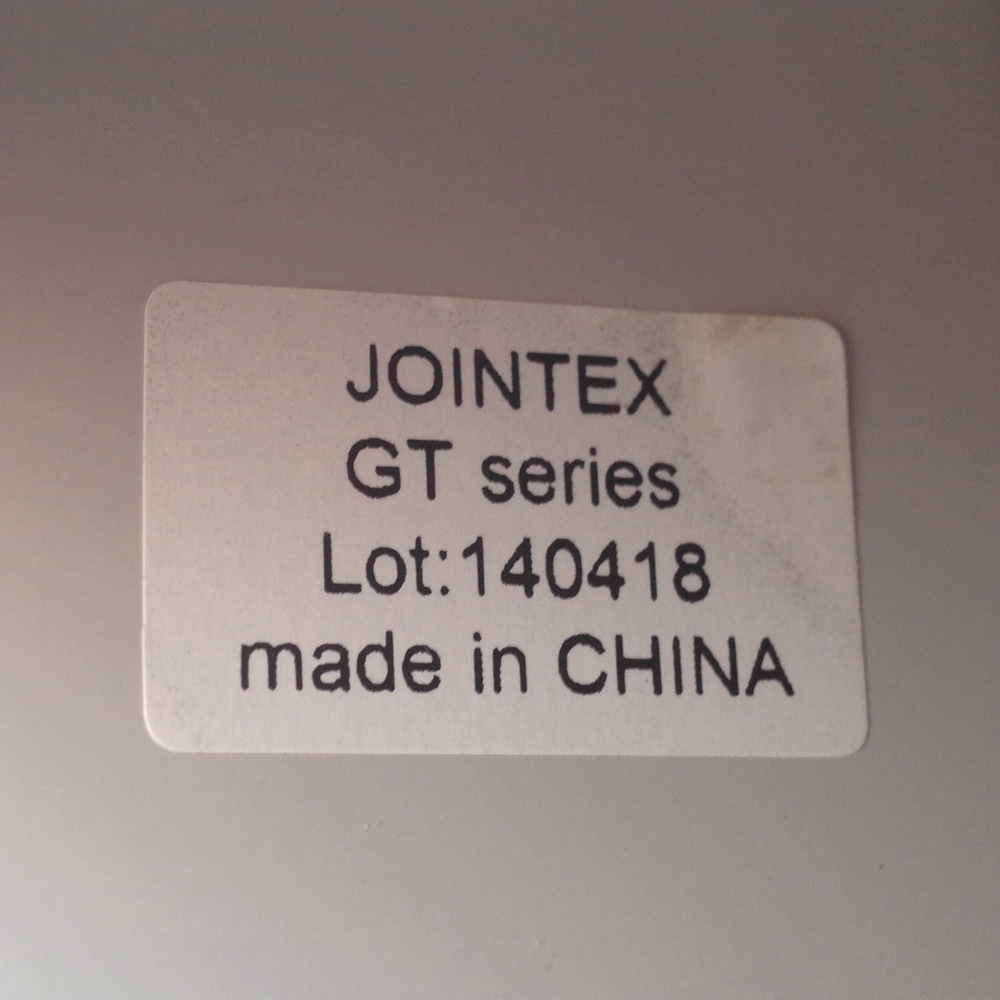 JOINTEX
GT series
Lot:140418
made in CHINA